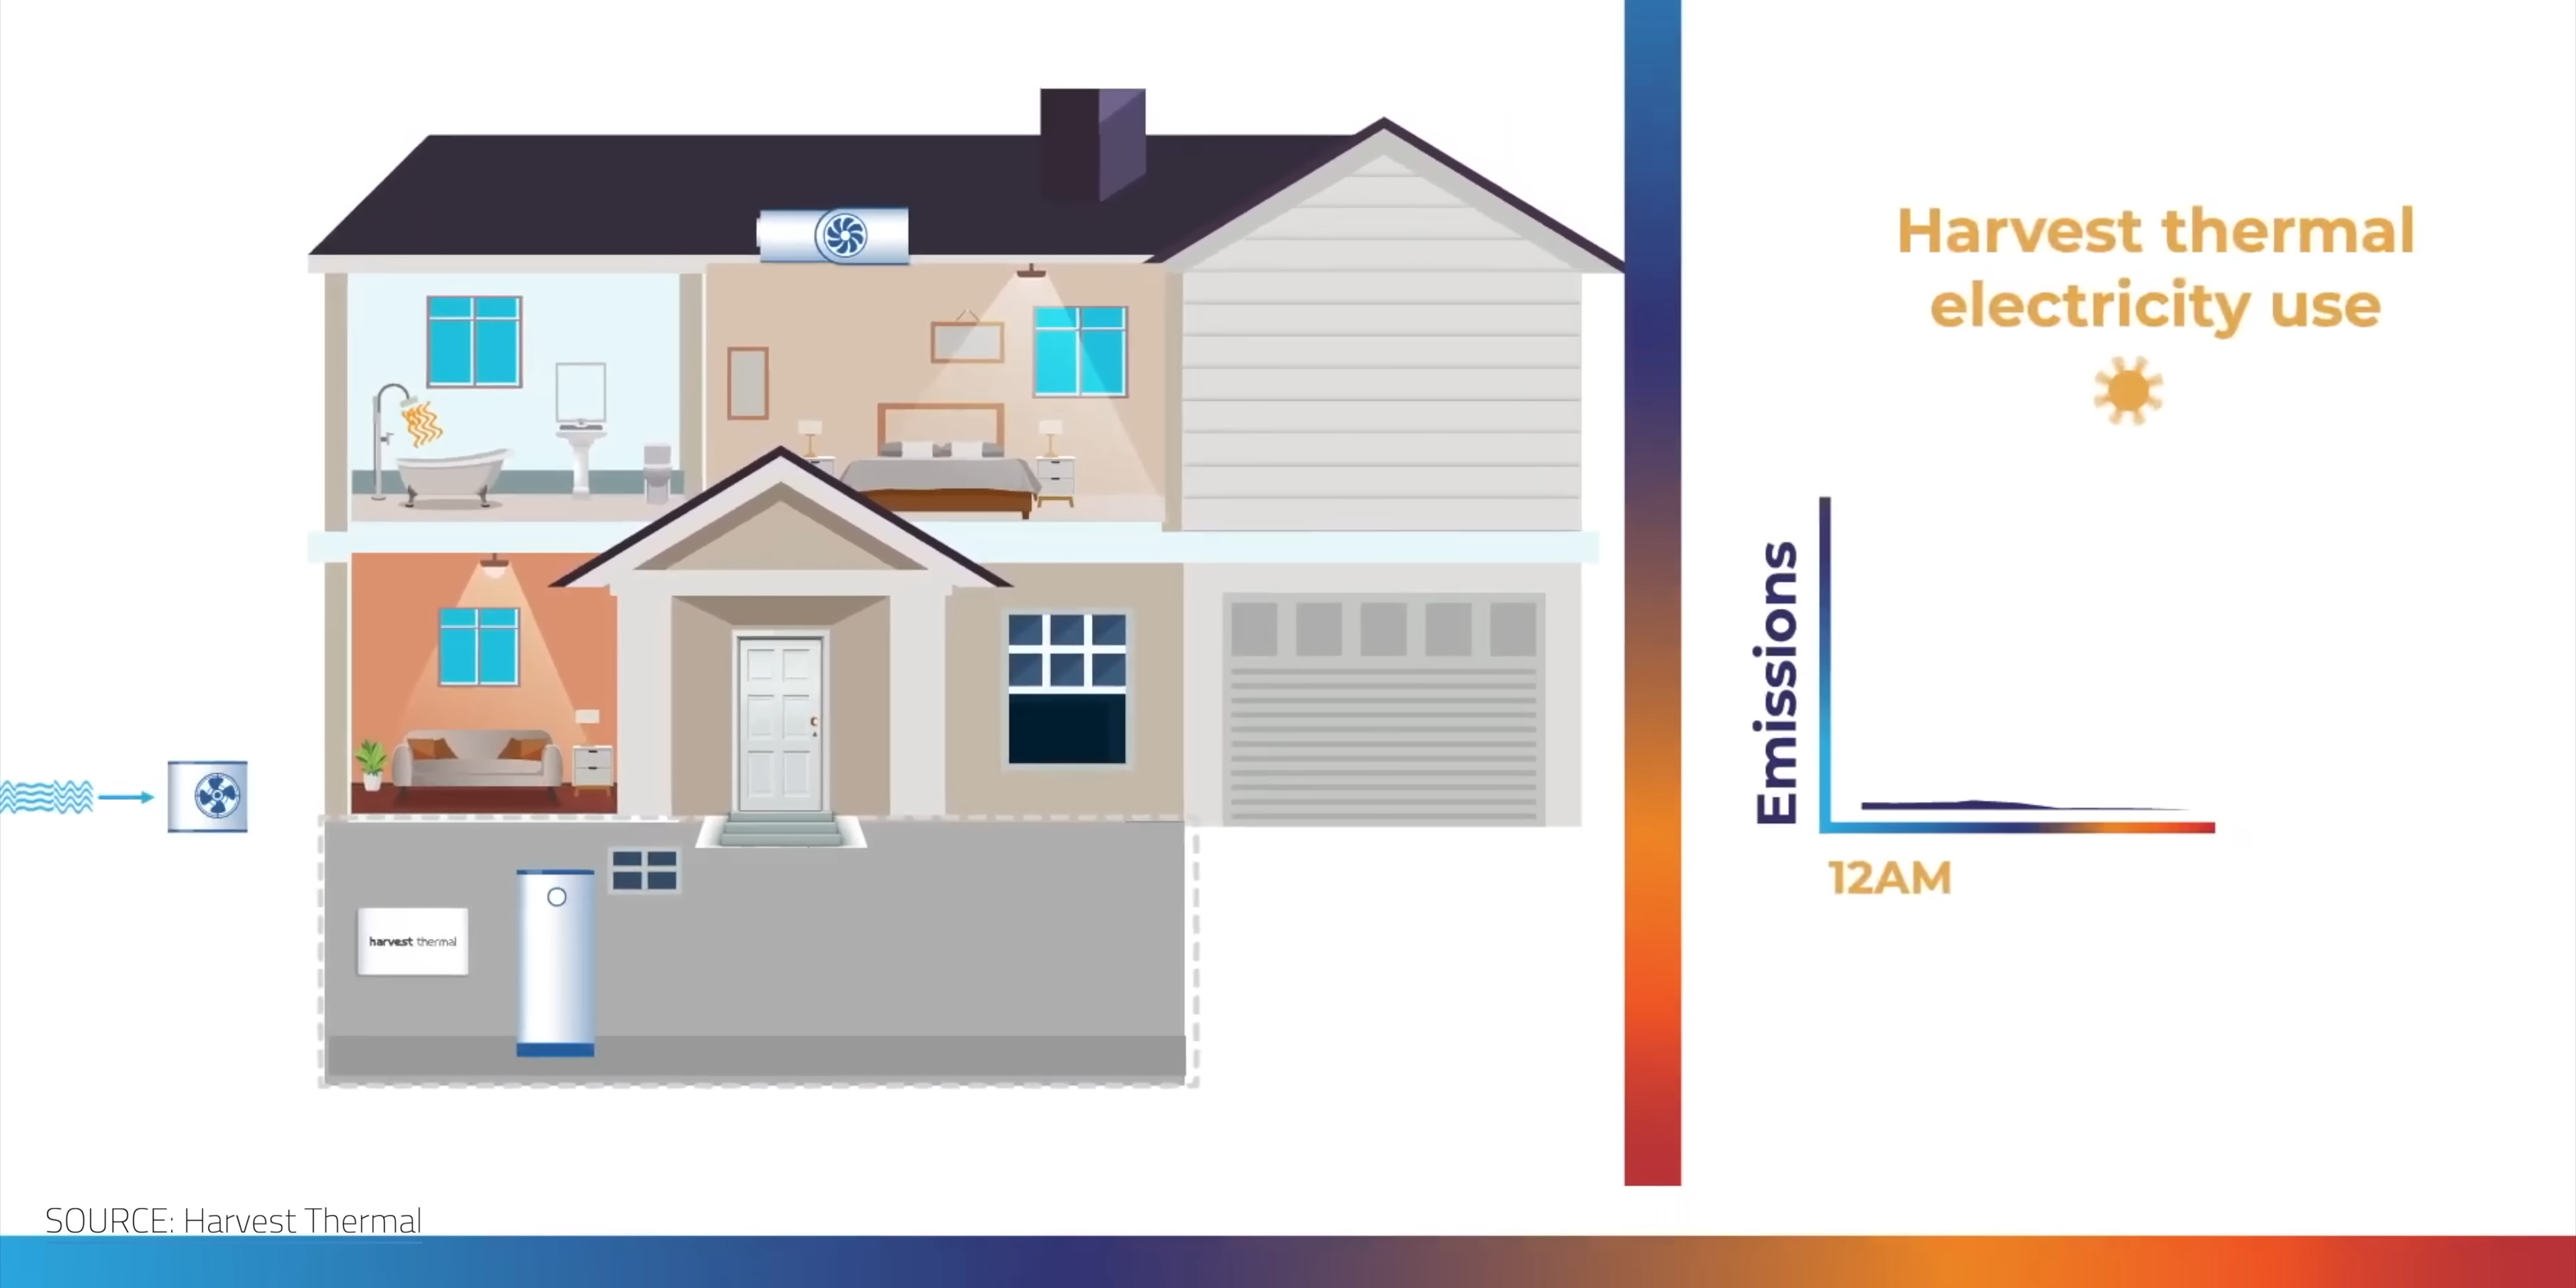 Harvest thermal
electricity use
Emissions
12AM
harvest thermal
SOURCE: Harvest Thermal